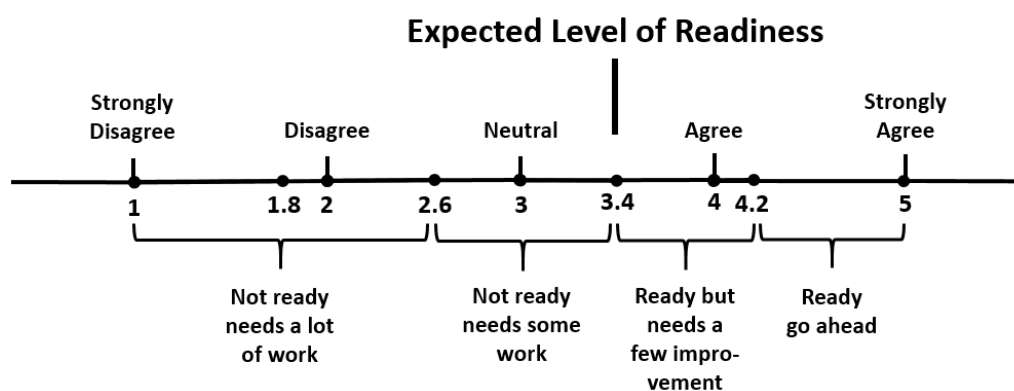 Expected Level of Readiness
Strongly
Disagree
Disagree
Neutral
Agree
Strongly
Agree
1
1.8
2
2.6
3
3.4
4
4.2
5
Not ready
needs a lot
of work
Not ready
needs some
work
Ready but
needs a
few impro-
vement
Ready
go ahead